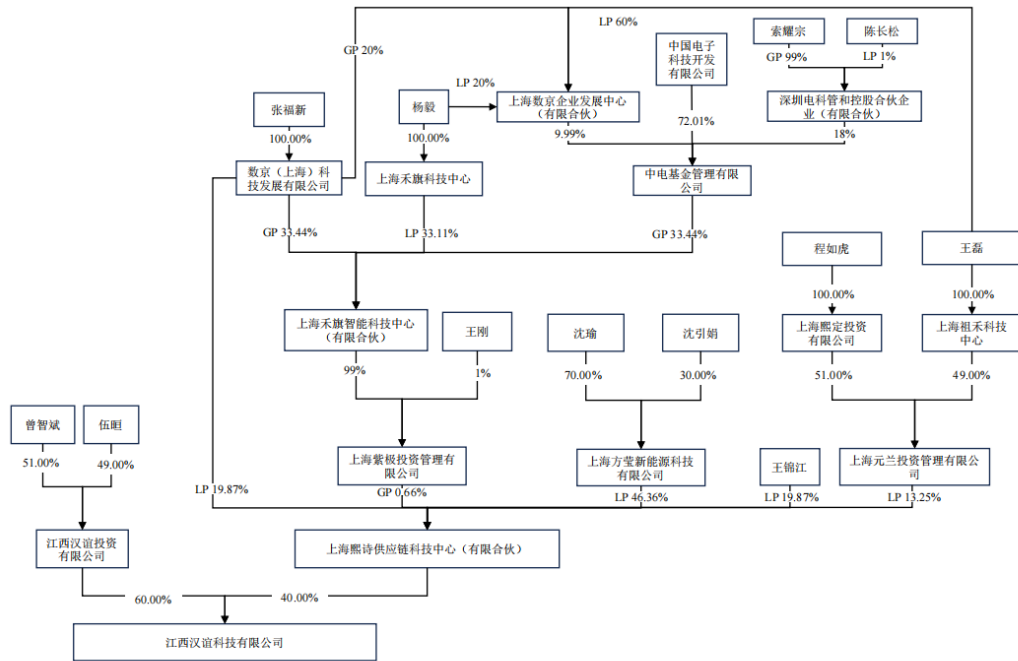 LP 60%
GP 20%
索耀宗
陈长松
中国电子
科技开发
有限公司
GP 99%
LP 1%
LP 20%
张福新
杨毅
上海数京企业发展中心
(有限合伙)
深圳电科管和控股合伙企
业(有限合伙)
9.99%
72.01%
18%
100.00%
100.00%
数京(上海)科
技发展有限公司
上海禾旗科技中心
中电基金管理有限
公司
GP 33.44%
LP 33.11%
GP 33.44%
程如虎
王磊
100.00%
100.00%
上海禾旗智能科技中心
(有限合伙)
王刚
沈瑜
沈引娟
上海熙定投资
有限公司
上海祖禾科技
中心
99%
1%
70.00%
30.00%
51.00%
49.00%
曾智斌
伍晅
51.00%
49.00%
上海紫极投资管理有
限公司
上海方莹新能源科技
有限公司
王锦江
上海元兰投资管理有限公
司
LP 19.87%
GP 0.66%
LP 46.36%
LP 19.87%
LP 13.25%
江西汉谊投资
有限公司
上海熙诗供应链科技中心(有限合伙)
60.00%
40.00%
江西汉谊科技有限公司